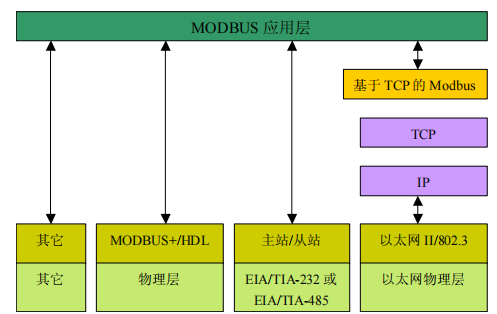 MODBUS 应用层
基于 TCP 的 Modbus
TCP
IP
其它
MODBUS+/HDL
主站/从站
以太网 II/802.3
其它
物理层
EIA/TIA-232 或
EIA/TIA-485
以太网物理层